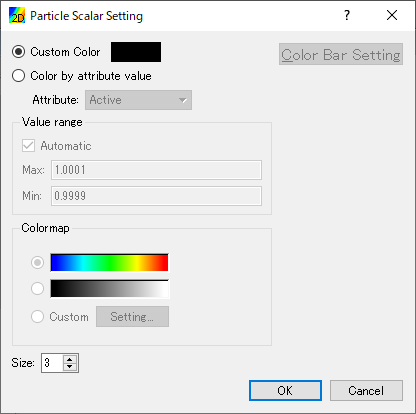 2D Particle Scalar Setting ? ×
Custom Color
Color Bar Setting
Color by attribute value
Attribute: Active
Value range
Automatic
Max: 1.0001
Min: 0.9999
Colormap
Custom Setting...
Size: 3
OK Cancel